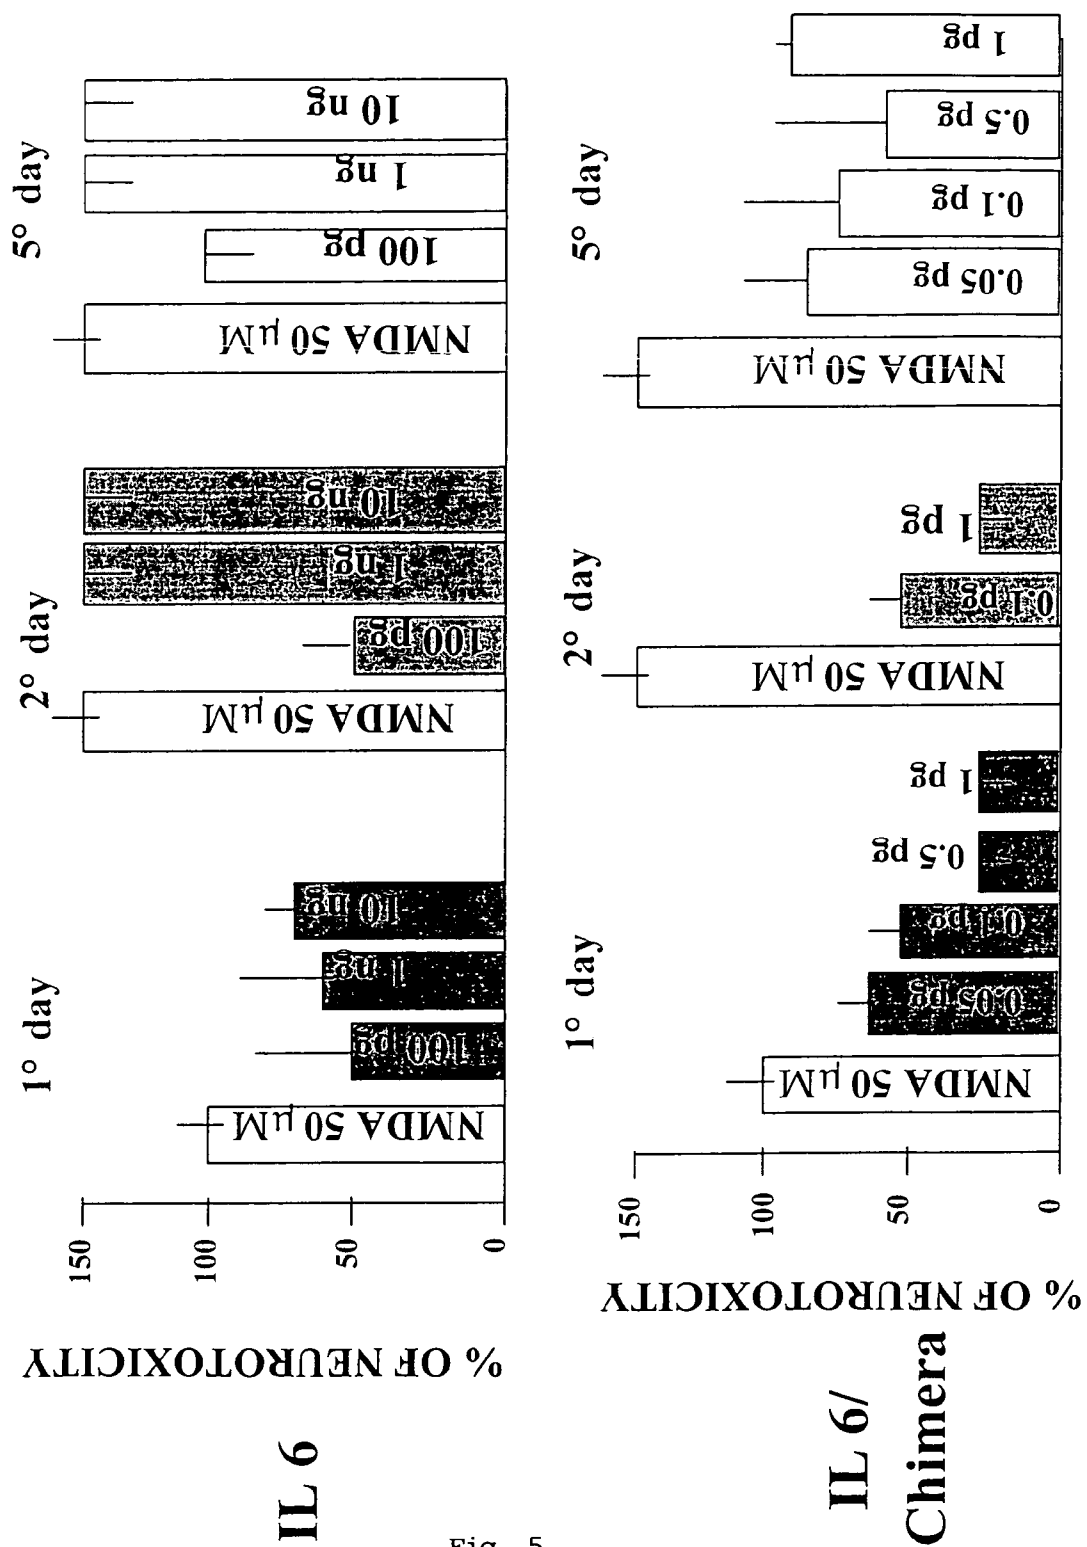 IL 6
% OF NEUROTOXICITY
150
100
50
0
1° day
NMDA 50 µM
100 pg
1 ng
10 ng
2° day
NMDA 50 µM
100 pg
1 ng
10 ng
5° day
NMDA 50 µM
100 pg
1 ng
10 ng
IL 6/
Chimera
% OF NEUROTOXICITY
150
100
50
0
1° day
NMDA 50 µM
0.05 pg
0.1 pg
0.5 pg
1 pg
2° day
NMDA 50 µM
0.1 pg
1 pg
5° day
NMDA 50 µM
0.05 pg
0.1 pg
0.5 pg
1 pg
Fig. 5